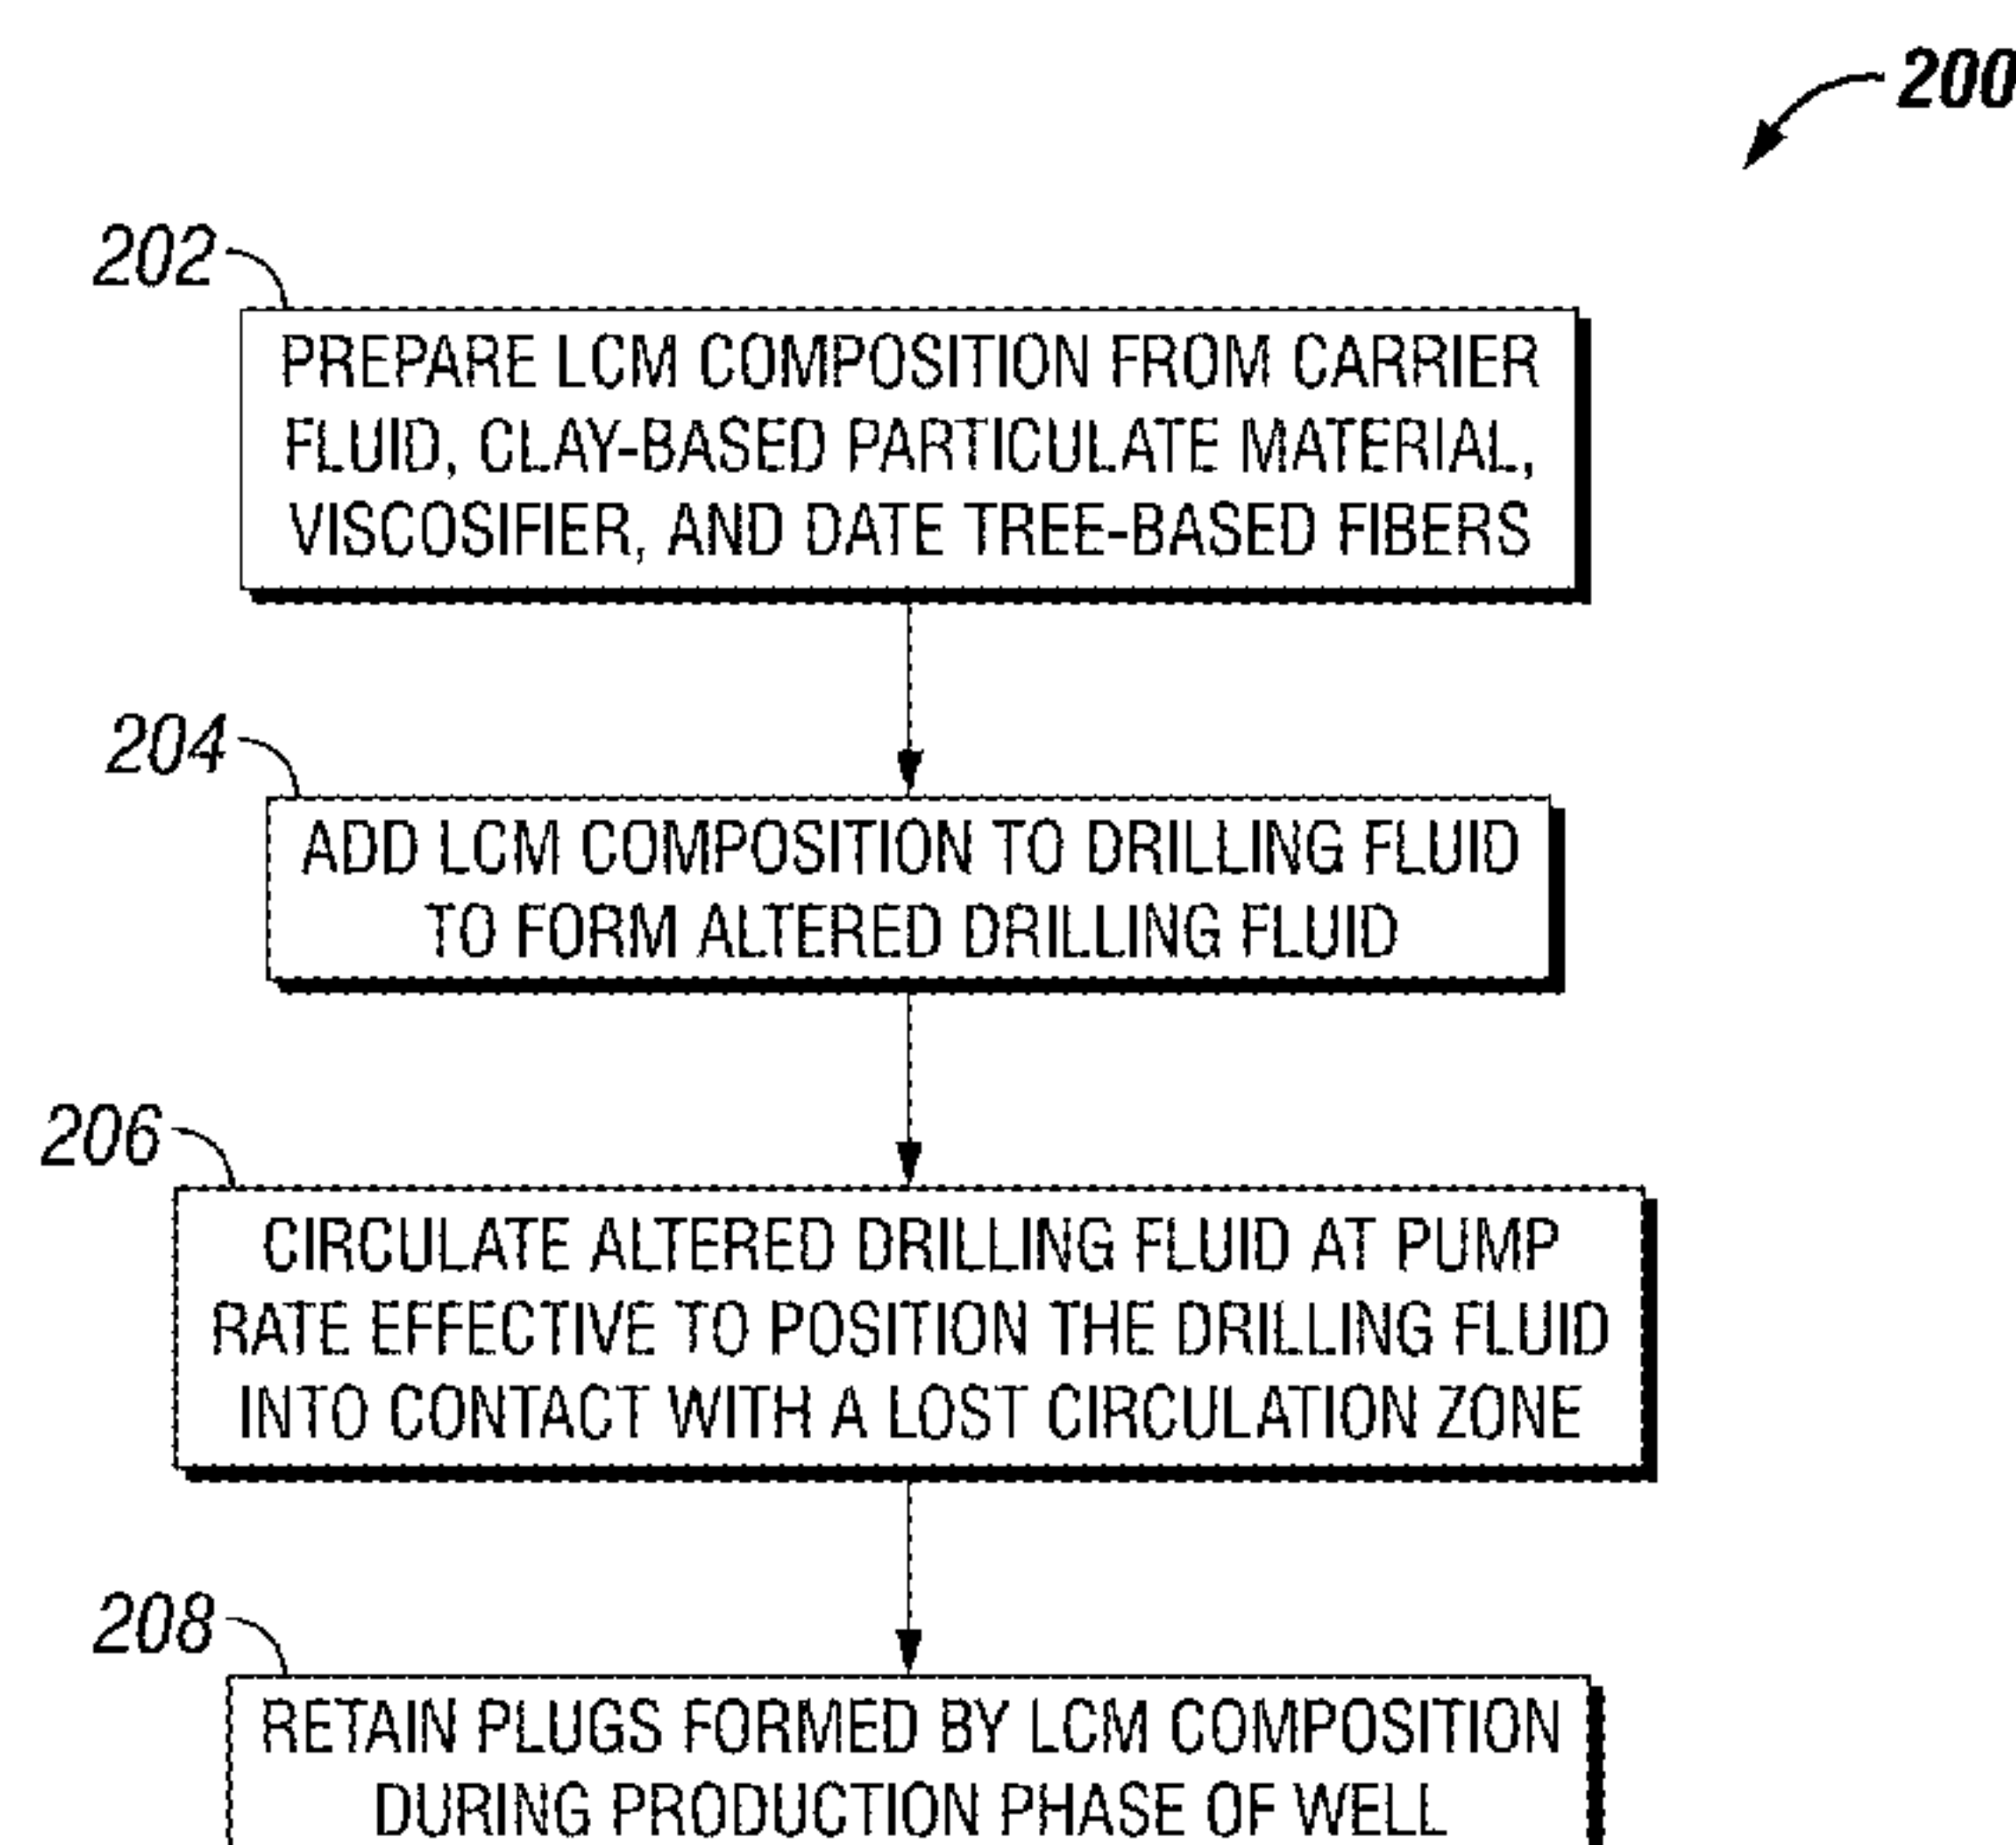 200
202
PREPARE LCM COMPOSITION FROM CARRIER
FLUID, CLAY-BASED PARTICULATE MATERIAL,
VISCOSIFIER, AND DATE TREE-BASED FIBERS
204
ADD LCM COMPOSITION TO DRILLING FLUID
TO FORM ALTERED DRILLING FLUID
206
CIRCULATE ALTERED DRILLING FLUID AT PUMP
RATE EFFECTIVE TO POSITION THE DRILLING FLUID
INTO CONTACT WITH A LOST CIRCULATION ZONE
208
RETAIN PLUGS FORMED BY LCM COMPOSITION
DURING PRODUCTION PHASE OF WELL